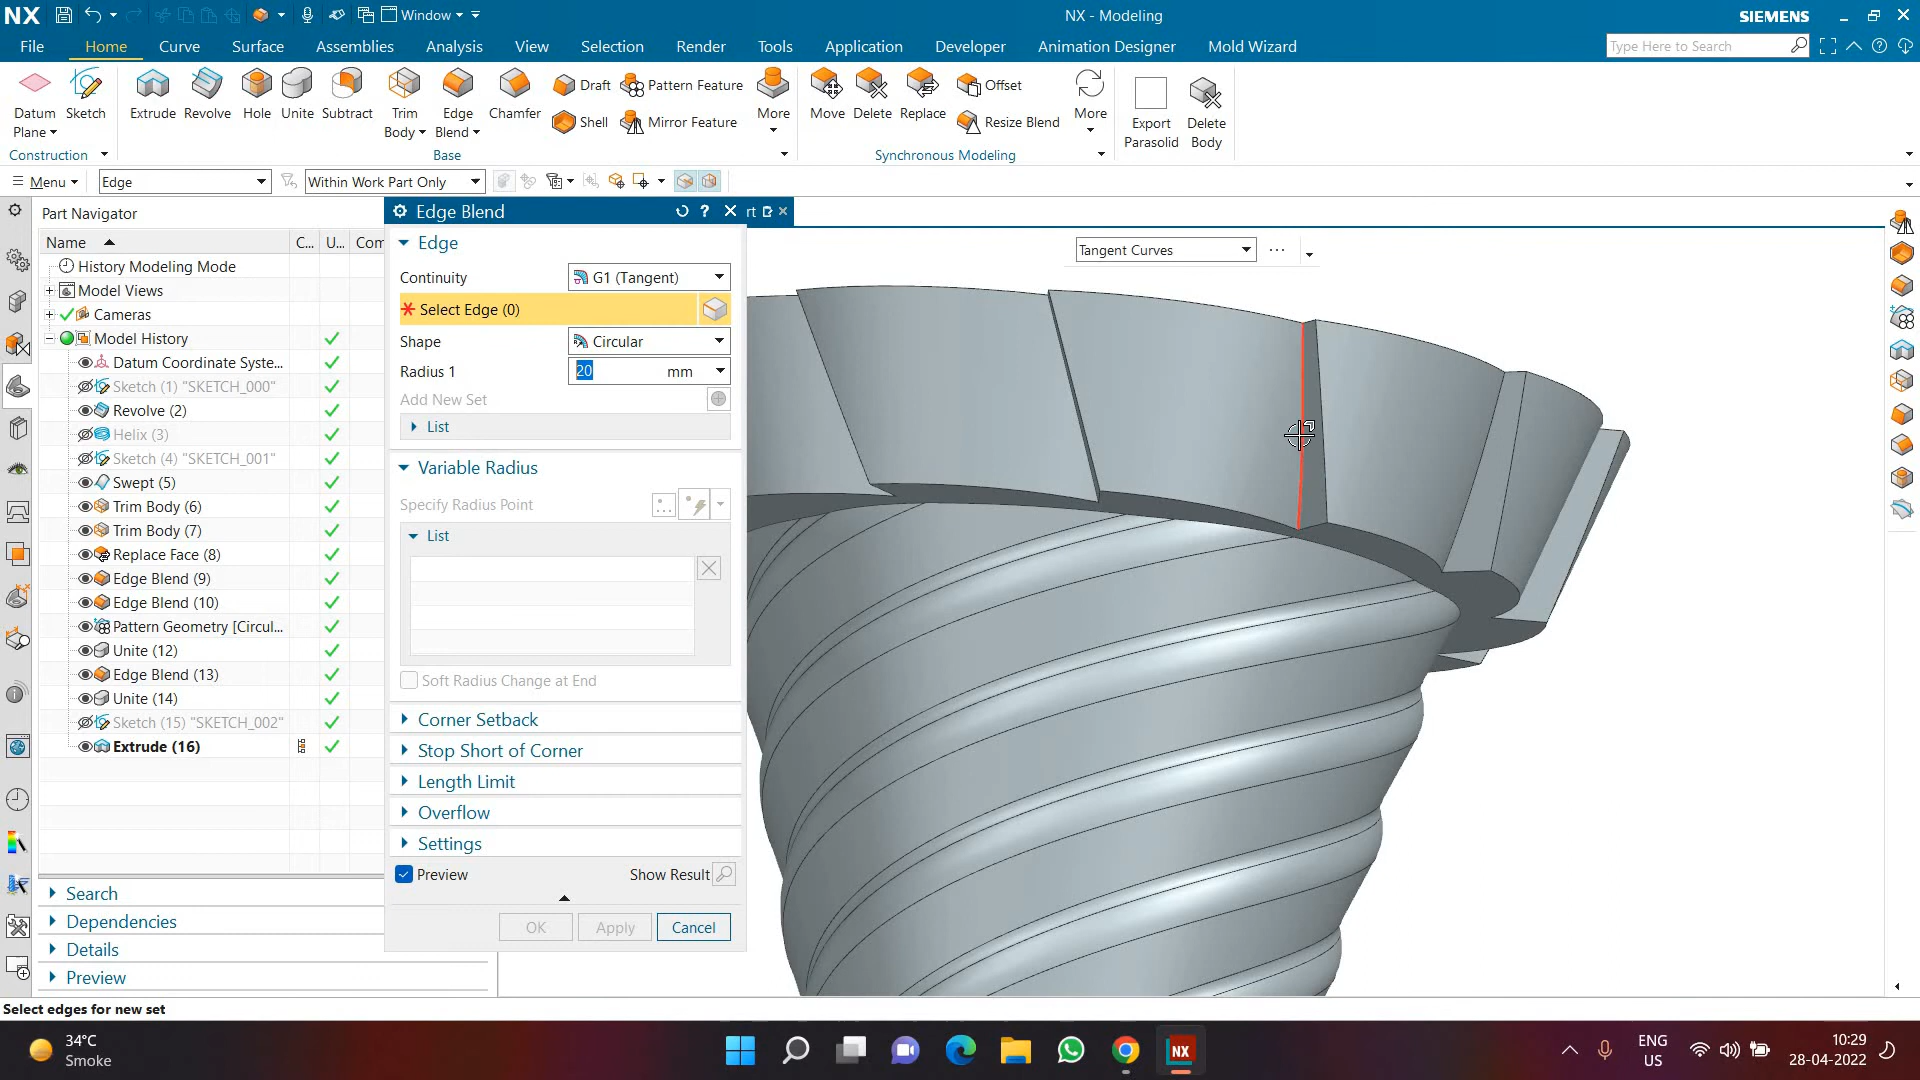 NX
Window
NX - Modeling
SIEMENS
File
Home
Curve
Surface
Assemblies
Analysis
View
Selection
Render
Tools
Application
Developer
Animation Designer
Mold Wizard
Type Here to Search
Datum Plane
Sketch
Extrude
Revolve
Hole
Unite
Subtract
Trim Body
Edge Blend
Chamfer
Draft
Shell
Pattern Feature
Mirror Feature
More
Move
Delete
Replace
Offset
Resize Blend
More
Export Parasolid
Delete Body
Construction
Base
Synchronous Modeling
Menu
Edge
Within Work Part Only
Part Navigator
Name
C...
U...
Com
History Modeling Mode
Model Views
Cameras
Model History
Datum Coordinate Syste...
Sketch (1) "SKETCH_000"
Revolve (2)
Helix (3)
Sketch (4) "SKETCH_001"
Swept (5)
Trim Body (6)
Trim Body (7)
Replace Face (8)
Edge Blend (9)
Edge Blend (10)
Pattern Geometry [Circul...
Unite (12)
Edge Blend (13)
Unite (14)
Sketch (15) "SKETCH_002"
Extrude (16)
Search
Dependencies
Details
Preview
Edge Blend
rt
Edge
Continuity
G1 (Tangent)
Select Edge (0)
Shape
Circular
Radius 1
20
mm
Add New Set
List
Variable Radius
Specify Radius Point
List
Soft Radius Change at End
Corner Setback
Stop Short of Corner
Length Limit
Overflow
Settings
Preview
Show Result
OK
Apply
Cancel
Tangent Curves
Select edges for new set
34°C
Smoke
NX
ENG
US
10:29
28-04-2022